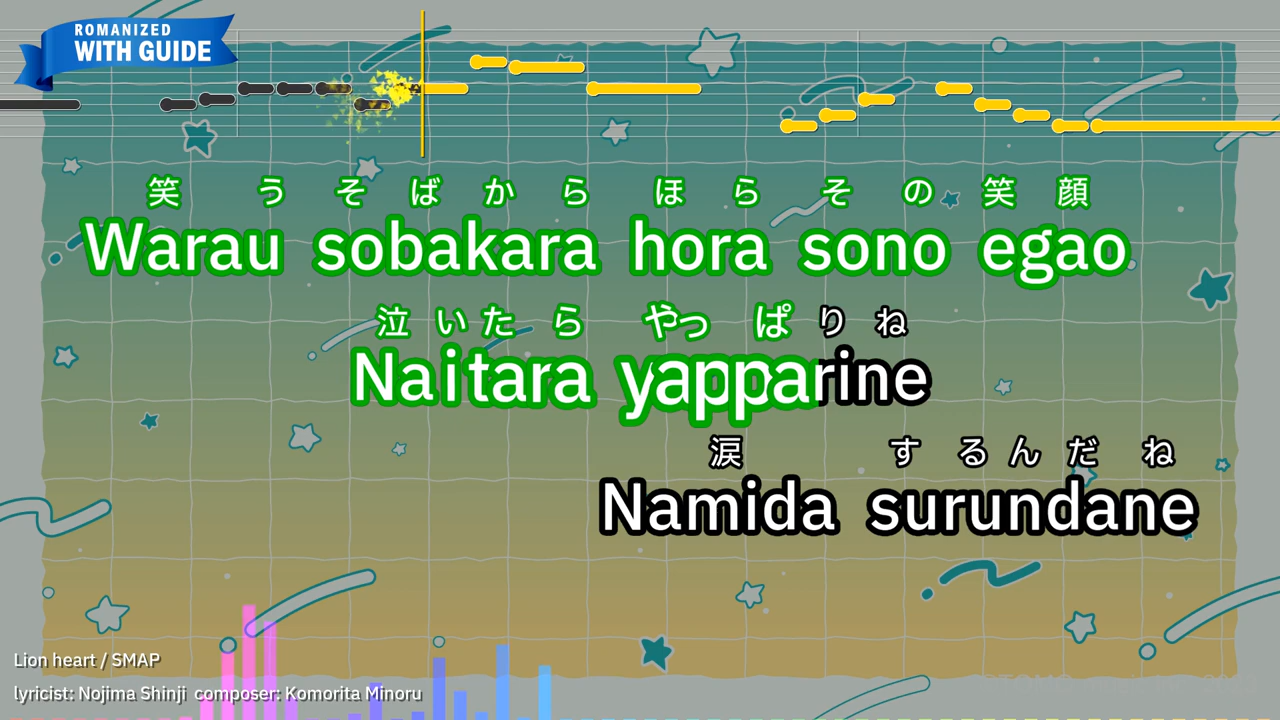 ROMANIZED
WITH GUIDE
笑うそばからほらその笑顔
Warau sobakara hora sono egao
泣いたらやっぱりね
Naitara yapparine
涙するんだね
Namida surundane
Lion heart / SMAP
lyricist: Nojima Shinji composer: Komorita Minoru